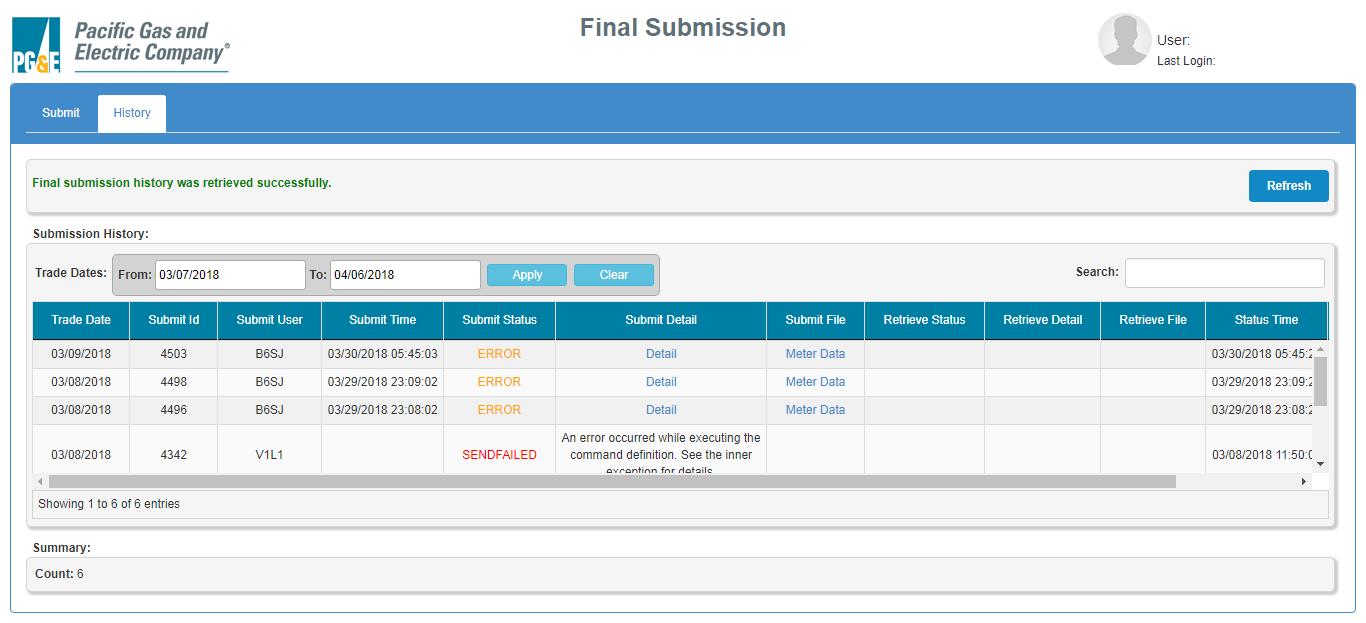 PG&E
Pacific Gas and
Electric Company®
Final Submission
User:
Last Login:
Submit History
Final submission history was retrieved successfully.
Refresh
Submission History:
Trade Dates: From: 03/07/2018 To: 04/06/2018 Apply Clear Search:
Trade Date Submit Id Submit User Submit Time Submit Status Submit Detail Submit File Retrieve Status Retrieve Detail Retrieve File Status Time
03/09/2018 4503 B6SJ 03/30/2018 05:45:03 ERROR Detail Meter Data 03/30/2018 05:45:2
03/08/2018 4498 B6SJ 03/29/2018 23:09:02 ERROR Detail Meter Data 03/29/2018 23:09:2
03/08/2018 4496 B6SJ 03/29/2018 23:08:02 ERROR Detail Meter Data 03/29/2018 23:08:2
03/08/2018 4342 V1L1 SENDFAILED An error occurred while executing the
command definition. See the inner
exception for details. 03/08/2018 11:50:0
Showing 1 to 6 of 6 entries
Summary:
Count: 6